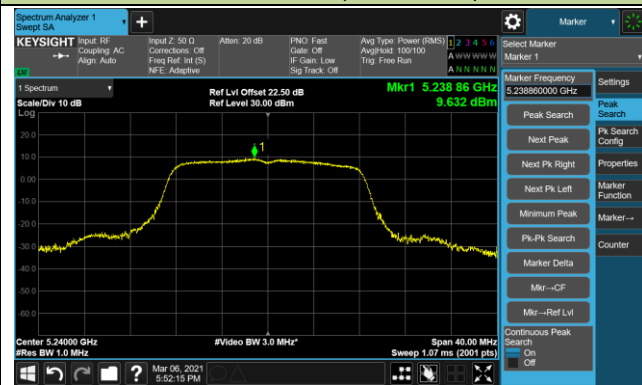 Spectrum Analyzer 1
Swept SA
Marker
KEYSIGHT
Input: RF
Coupling: AC
Align: Auto
Input Z: 50 Ω
Corrections: Off
Freq Ref: Int (S)
NFE: Adaptive
Atten: 20 dB
PNO: Fast
Gate: Off
IF Gain: Low
Sig Track: Off
Avg Type: Power (RMS)
Avg|Hold: 100/100
Trig: Free Run
1 2 3 4 5 6
A W W W W W
A N N N N N
Select Marker
Marker 1
Marker Frequency
5.238860000 GHz
Settings
1 Spectrum
Ref Lvl Offset 22.50 dB
Mkr1 5.238 86 GHz
Scale/Div 10 dB
Ref Level 30.00 dBm
9.632 dBm
Log
20.0
10.0
0.00
-10.0
-20.0
-30.0
-40.0
-50.0
-60.0
1
Peak Search
Next Peak
Next Pk Right
Next Pk Left
Minimum Peak
Pk-Pk Search
Marker Delta
Mkr→CF
Mkr→Ref Lvl
Continuous Peak
Search
On
Off
Peak
Search
Pk Search
Config
Properties
Marker
Function
Marker→
Counter
Center 5.24000 GHz
#Video BW 3.0 MHz*
Span 40.00 MHz
#Res BW 1.0 MHz
Sweep 1.07 ms (2001 pts)
Mar 06, 2021
5:52:15 PM